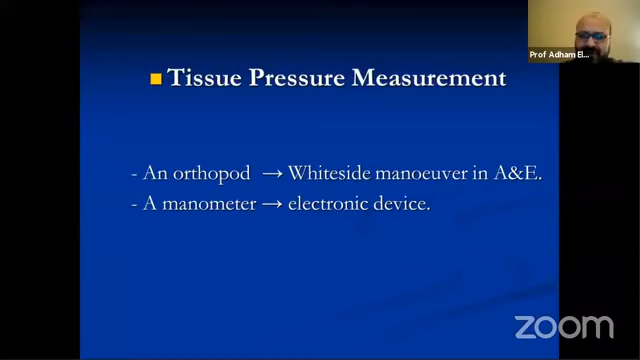 Prof Adham El...
Tissue Pressure Measurement
- An orthopod → Whiteside manoeuver in A&E.
- A manometer → electronic device.
zoom